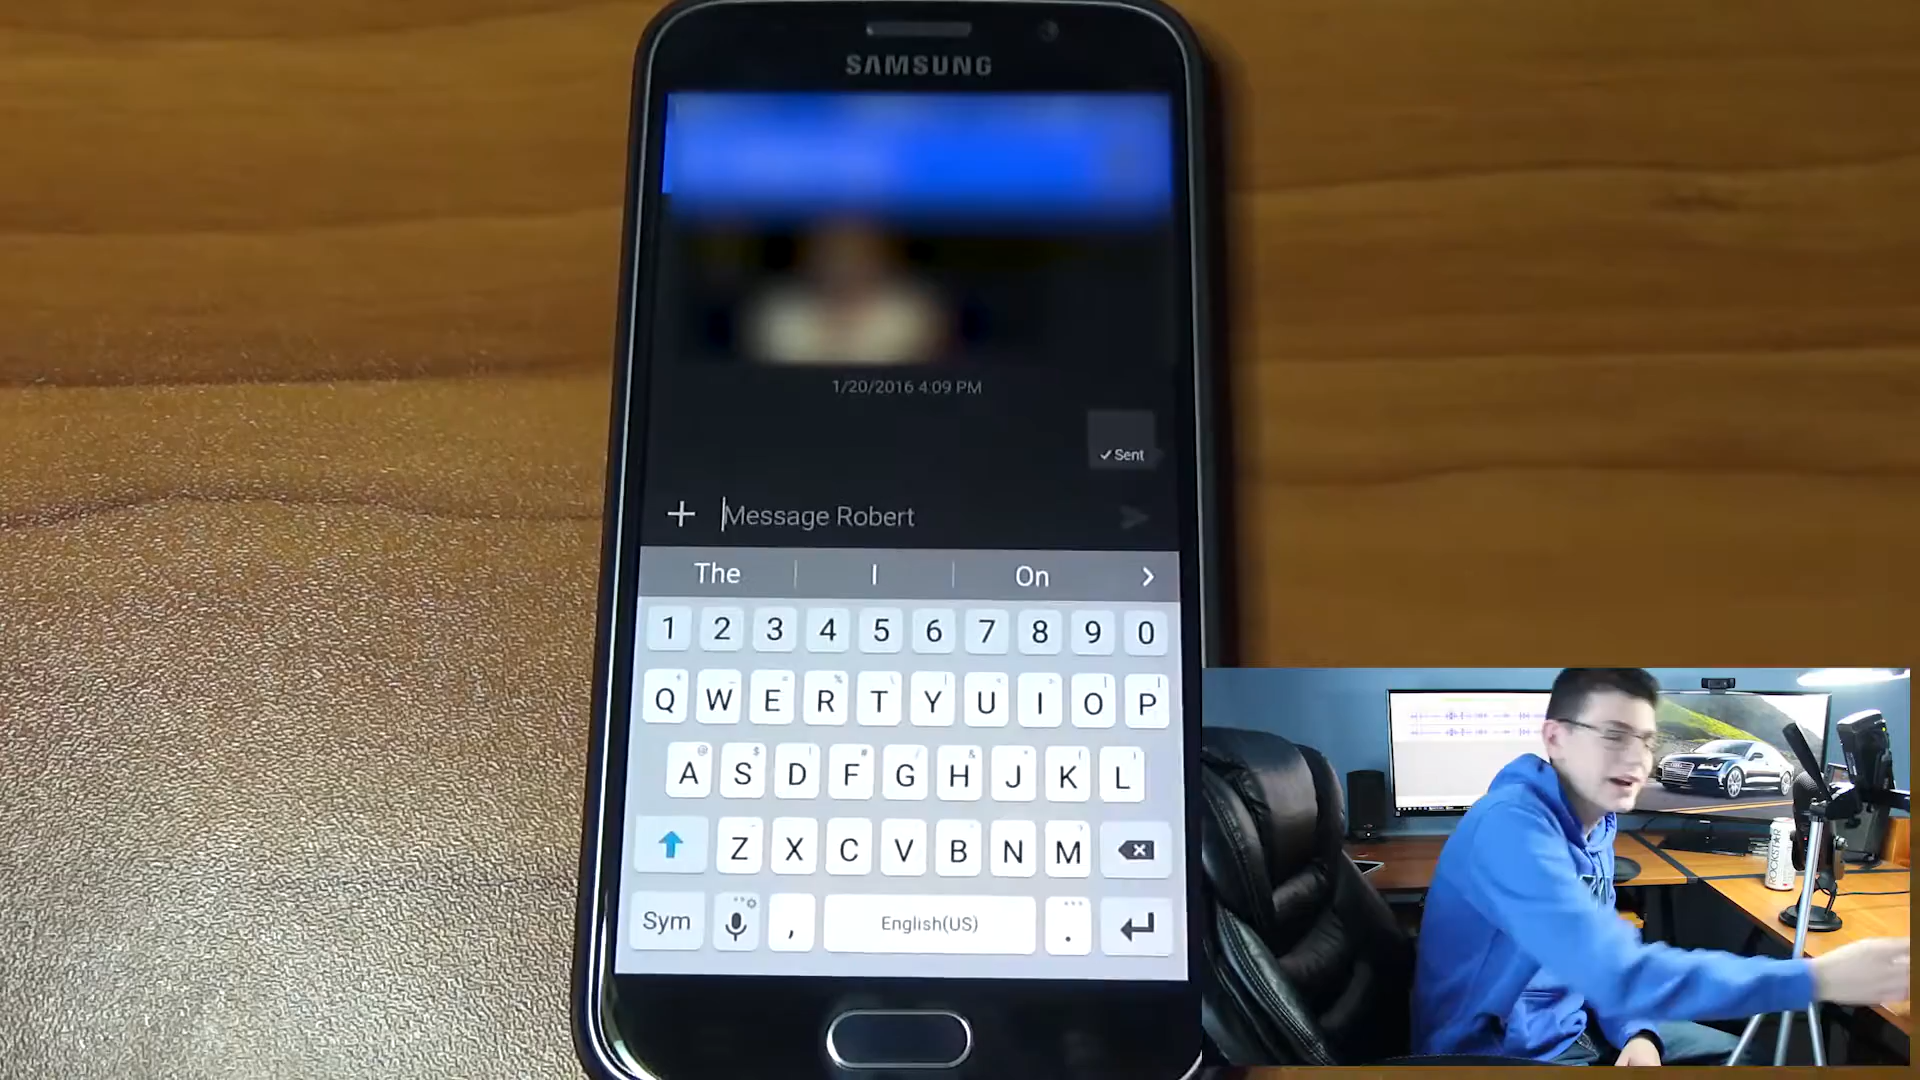 SAMSUNG
1/20/2016 4:09 PM
✓ Sent
+ Message Robert
The I On >
1 2 3 4 5 6 7 8 9 0
Q W E R T Y U I O P
A S D F G H J K L
Z X C V B N M
Sym , English(US) .
ROCKSTAR